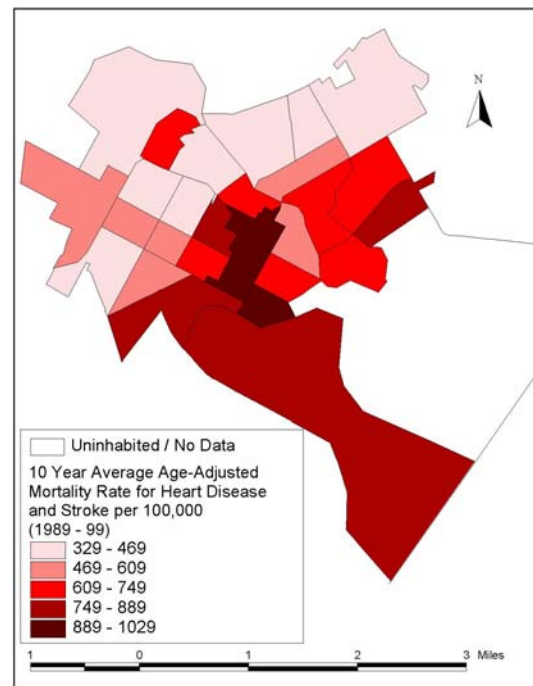 N
Uninhabited / No Data
10 Year Average Age-Adjusted
Mortality Rate for Heart Disease
and Stroke per 100,000
(1989 - 99)
329 - 469
469 - 609
609 - 749
749 - 889
889 - 1029
1 0 1 2 3 Miles